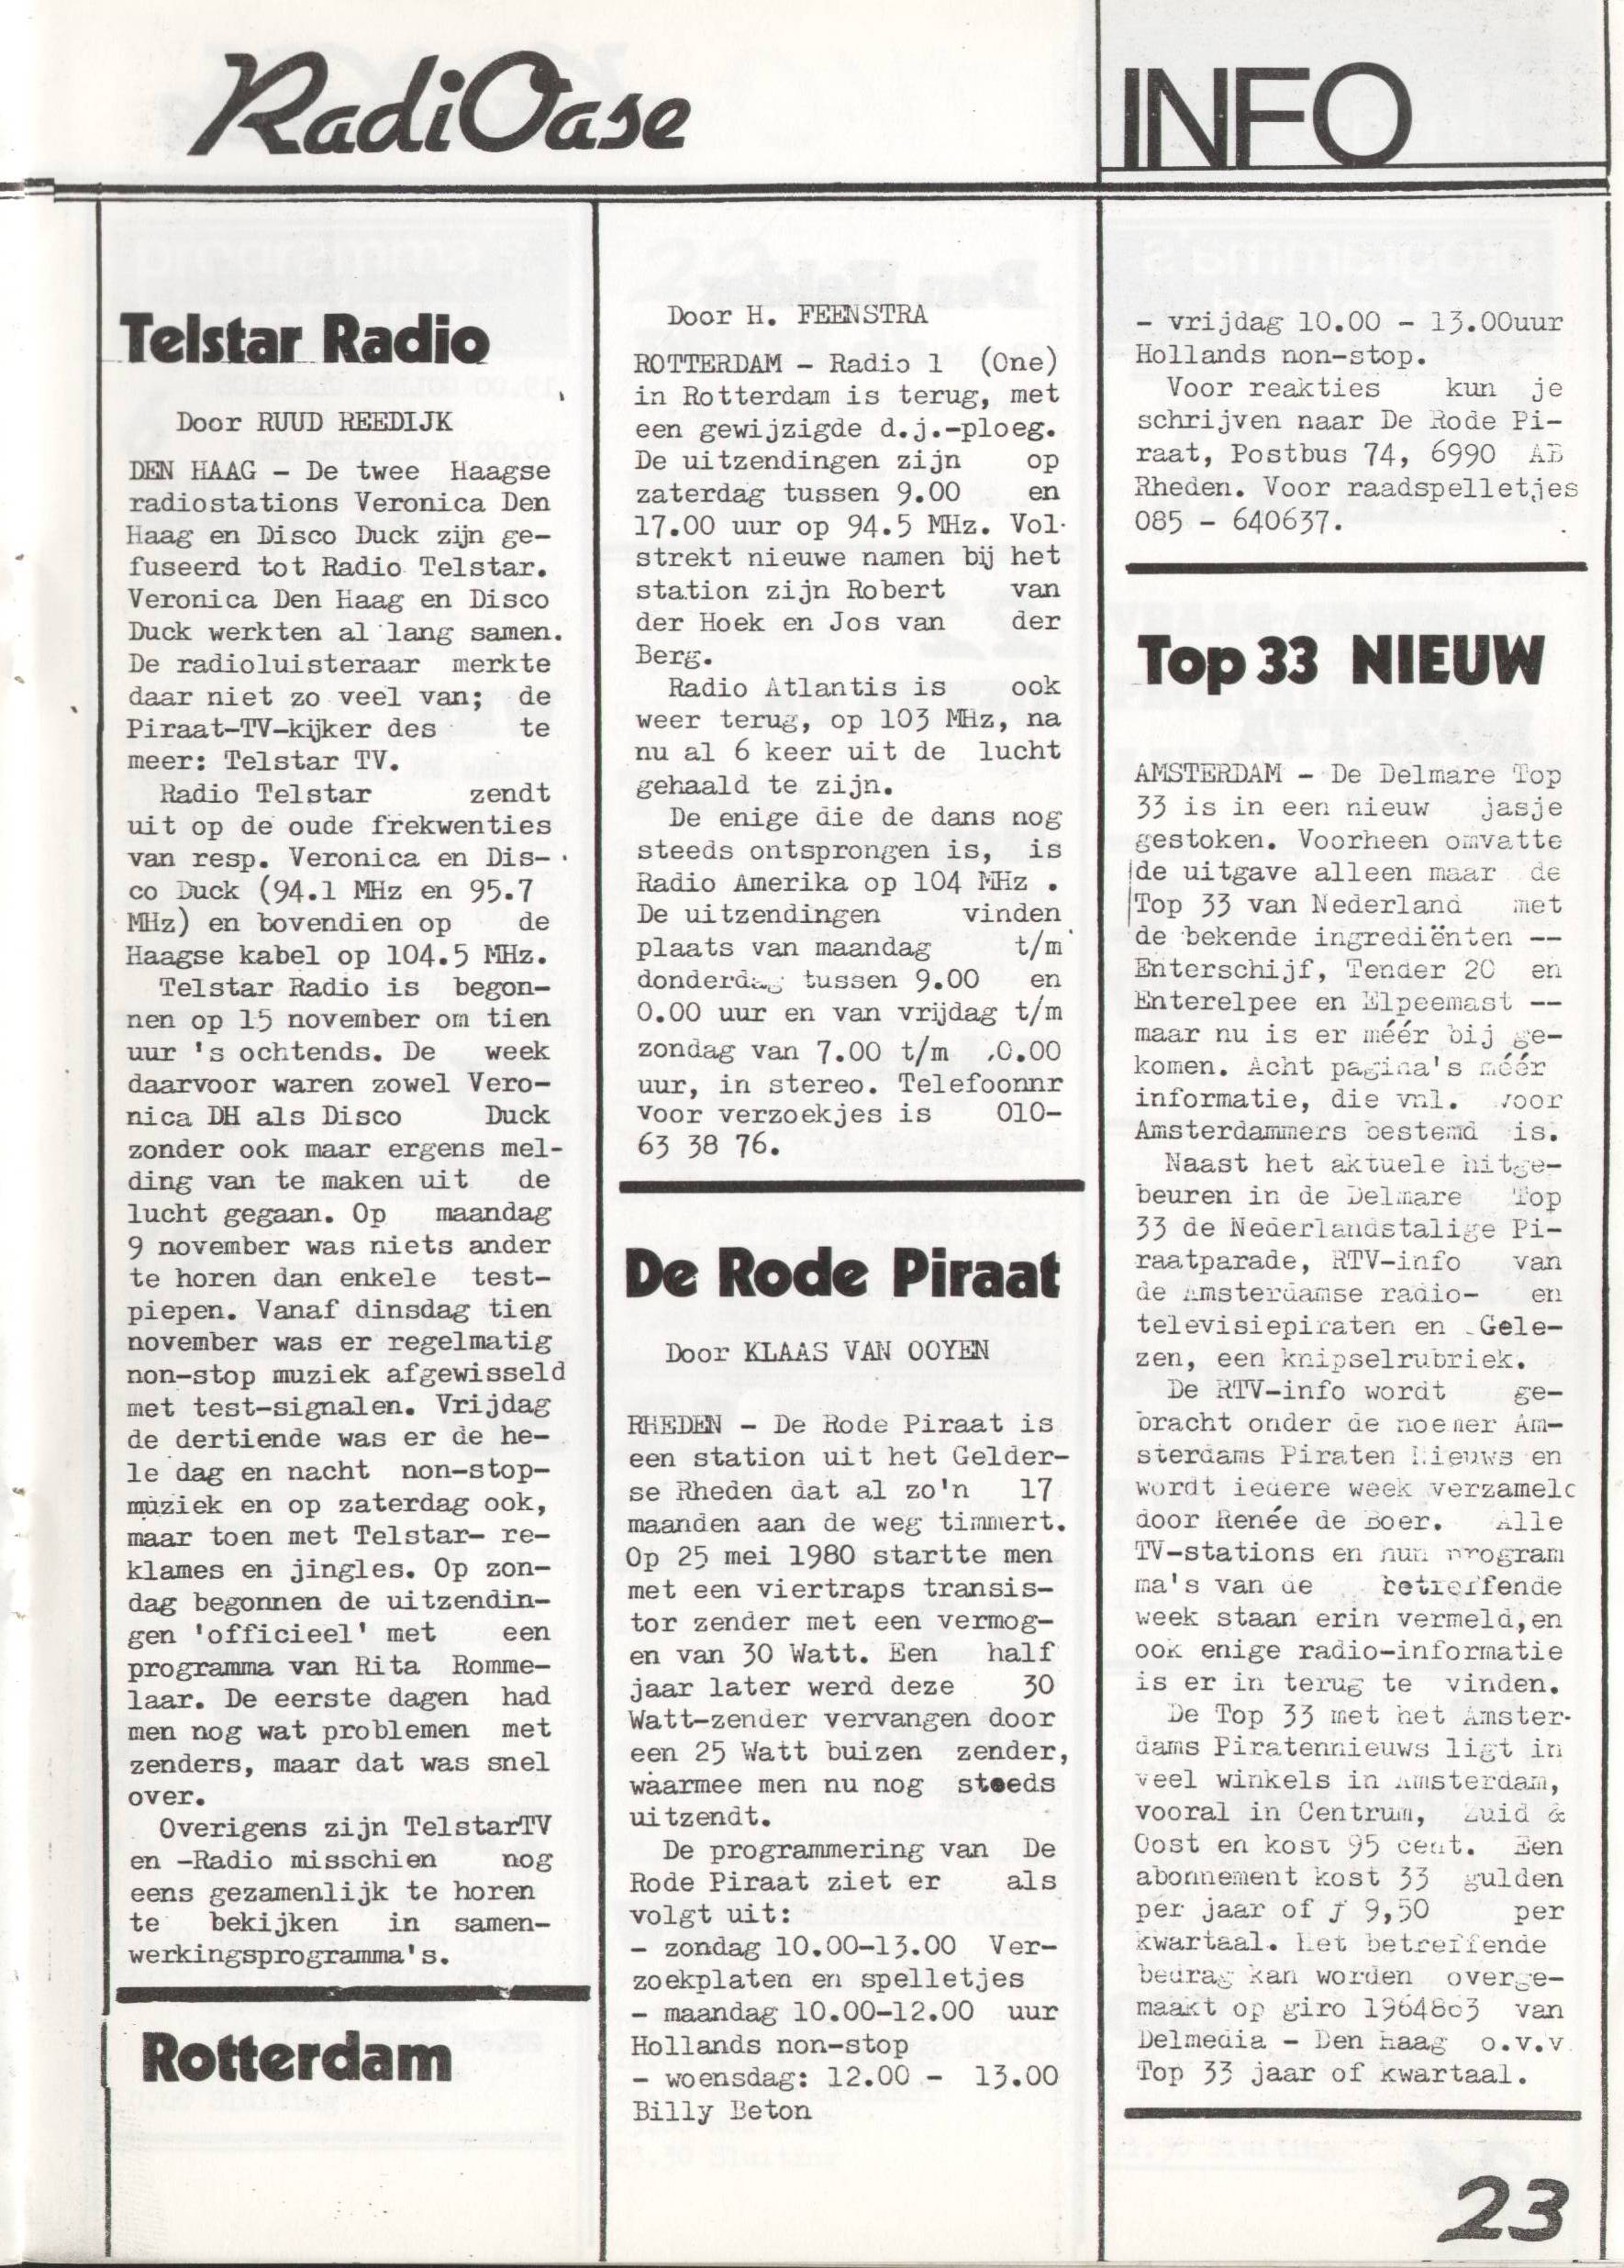 RadiOase
INFO
Telstar Radio
Door RUUD REEDIJK
DEN HAAG - De twee Haagse
radiostations Veronica Den
Haag en Disco Duck zijn ge-
fuseerd tot Radio Telstar.
Veronica Den Haag en Disco
Duck werkten al lang samen.
De radioluisteraar merkte
daar niet zo veel van; de
Piraat-TV-kijker des te
meer: Telstar TV.
Radio Telstar zendt
uit op de oude frekwenties
van resp. Veronica en Dis-
co Duck (94.1 MHz en 95.7
MHz) en bovendien op de
Haagse kabel op 104.5 MHz.
Telstar Radio is begon-
nen op 15 november om tien
uur 's ochtends. De week
daarvoor waren zowel Vero-
nica DH als Disco Duck
zonder ook maar ergens mel-
ding van te maken uit de
lucht gegaan. Op maandag
9 november was niets ander
te horen dan enkele test-
piepen. Vanaf dinsdag tien
november was er regelmatig
non-stop muziek afgewisseld
met test-signalen. Vrijdag
de dertiende was er de he-
le dag en nacht non-stop-
muziek en op zaterdag ook,
maar toen met Telstar- re-
klames en jingles. Op zon-
dag begonnen de uitzendin-
gen 'officieel' met een
programma van Rita Romme-
laar. De eerste dagen had
men nog wat problemen met
zenders, maar dat was snel
over.
Overigens zijn TelstarTV
en -Radio misschien nog
eens gezamenlijk te horen
te bekijken in samen-
werkingsprogramma's.
Rotterdam
Door H. FEENSTRA
ROTTERDAM - Radio 1 (One)
in Rotterdam is terug, met
een gewijzigde d.j.-ploeg.
De uitzendingen zijn op
zaterdag tussen 9.00 en
17.00 uur op 94.5 MHz. Vol-
strekt nieuwe namen bij het
station zijn Robert van
der Hoek en Jos van der
Berg.
Radio Atlantis is ook
weer terug, op 103 MHz, na
nu al 6 keer uit de lucht
gehaald te zijn.
De enige die de dans nog
steeds ontsprongen is, is
Radio Amerika op 104 MHz .
De uitzendingen vinden
plaats van maandag t/m
donderdag tussen 9.00 en
0.00 uur en van vrijdag t/m
zondag van 7.00 t/m 0.00
uur, in stereo. Telefoonnr
voor verzoekjes is 010-
63 38 76.
De Rode Piraat
Door KLAAS VAN OOYEN
RHEDEN - De Rode Piraat is
een station uit het Gelder-
se Rheden dat al zo'n 17
maanden aan de weg timmert.
Op 25 mei 1980 startte men
met een viertraps transis-
tor zender met een vermog-
en van 30 Watt. Een half
jaar later werd deze 30
Watt-zender vervangen door
een 25 Watt buizen zender,
waarmee men nu nog steeds
uitzendt.
De programmering van De
Rode Piraat ziet er als
volgt uit:
- zondag 10.00-13.00 Ver-
zoekplaten en spelletjes
- maandag 10.00-12.00 uur
Hollands non-stop
- woensdag: 12.00 - 13.00
Billy Beton
- vrijdag 10.00 - 13.00uur
Hollands non-stop.
Voor reakties kun je
schrijven naar De Rode Pi-
raat, Postbus 74, 6990 AB
Rheden. Voor raadspelletjes
085 - 640637.
Top 33 NIEUW
AMSTERDAM - De Delmare Top
33 is in een nieuw jasje
gestoken. Voorheen omvatte
de uitgave alleen maar de
Top 33 van Nederland met
de bekende ingrediënten --
Enterschijf, Tender 20 en
Enterelpee en Elpeemast --
maar nu is er méér bij ge-
komen. Acht pagina's méér
informatie, die vnl. voor
Amsterdammers bestemd is.
Naast het aktuele hitge-
beuren in de Delmare Top
33 de Nederlandstalige Pi-
raatparade, RTV-info van
de Amsterdamse radio- en
televisiepiraten en Gele-
zen, een knipselrubriek.
De RTV-info wordt ge-
bracht onder de noemer Am-
sterdams Piraten Nieuws en
wordt iedere week verzameld
door Renée de Boer. Alle
TV-stations en hun program
ma's van de betreffende
week staan erin vermeld,en
ook enige radio-informatie
is er in terug te vinden.
De Top 33 met het Amster-
dams Piratennieuws ligt in
veel winkels in Amsterdam,
vooral in Centrum, Zuid &
Oost en kost 95 cent. Een
abonnement kost 33 gulden
per jaar of ƒ 9,50 per
kwartaal. Het betreffende
bedrag kan worden overge-
maakt op giro 1964863 van
Delmedia - Den Haag o.v.v.
Top 33 jaar of kwartaal.
23